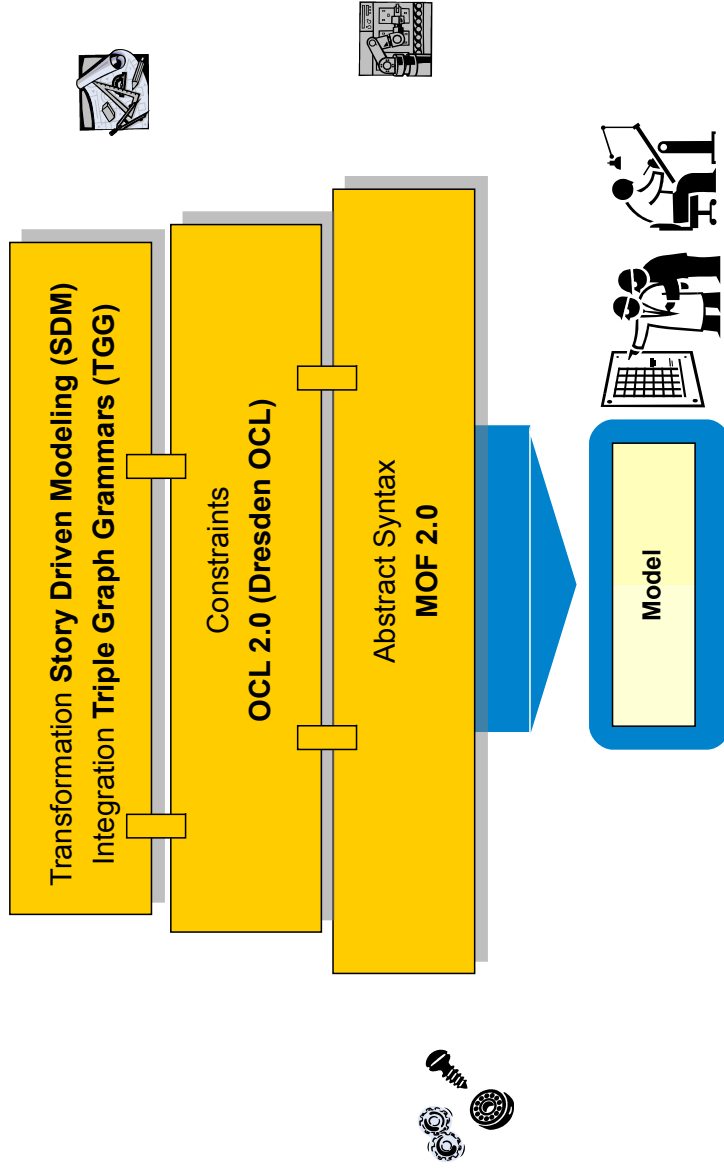 Transformation Story Driven Modeling (SDM)
Integration Triple Graph Grammars (TGG)
Constraints
OCL 2.0 (Dresden OCL)
Abstract Syntax
MOF 2.0
Model